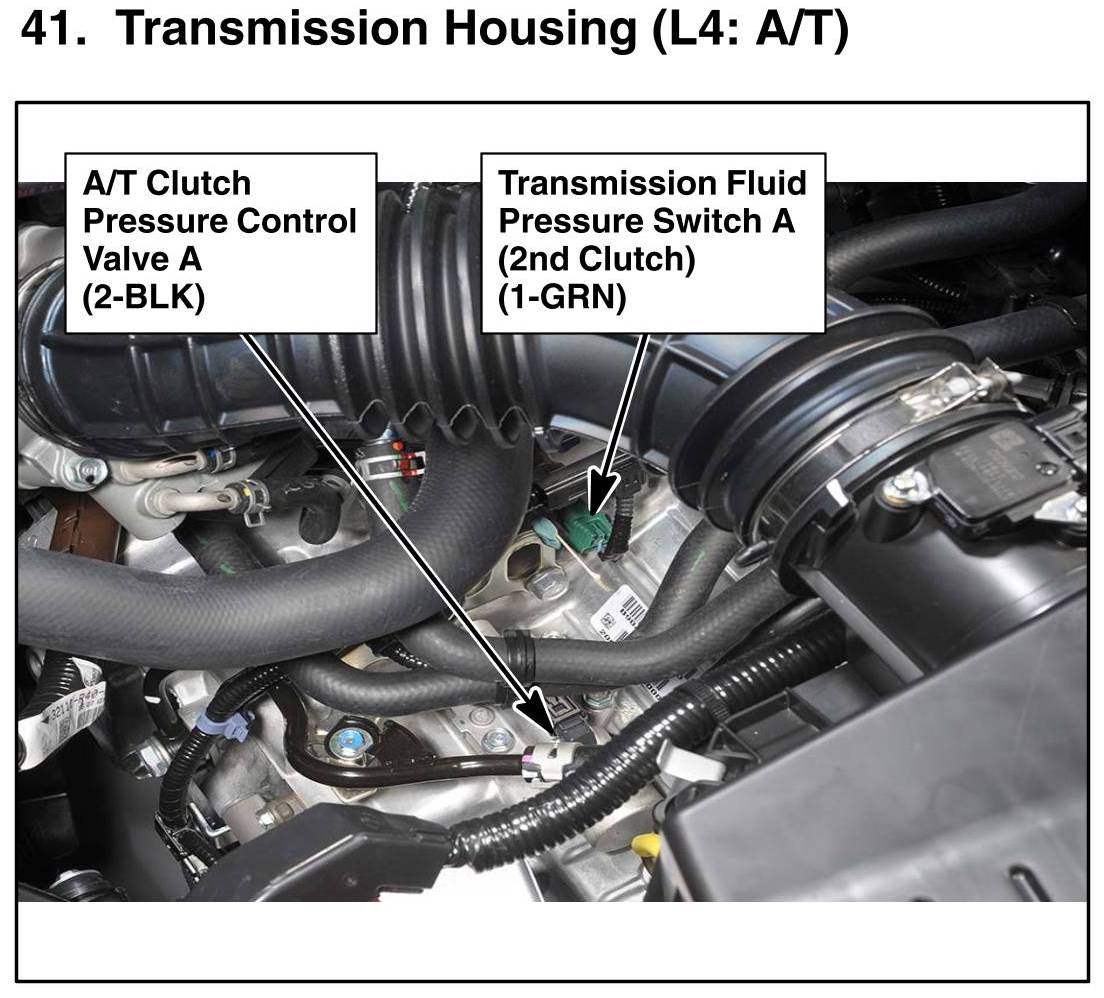 41. Transmission Housing (L4: A/T)
A/T Clutch
Pressure Control
Valve A
(2-BLK)
Transmission Fluid
Pressure Switch A
(2nd Clutch)
(1-GRN)